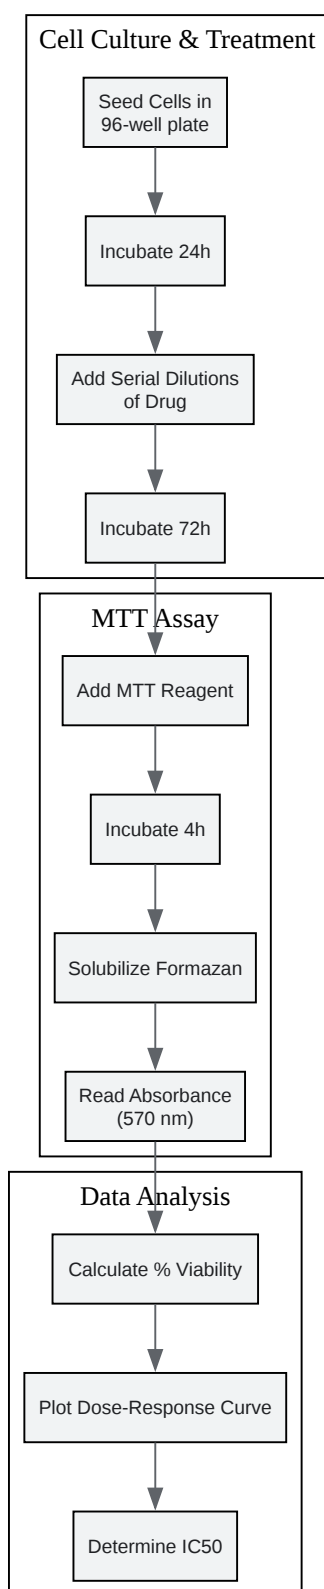 Cell Culture & Treatment
Seed Cells in
96-well plate
Incubate 24h
Add Serial Dilutions
of Drug
Incubate 72h
MTT Assay
Add MTT Reagent
Incubate 4h
Solubilize Formazan
Read Absorbance
(570 nm)
Data Analysis
Calculate % Viability
Plot Dose-Response Curve
Determine IC50